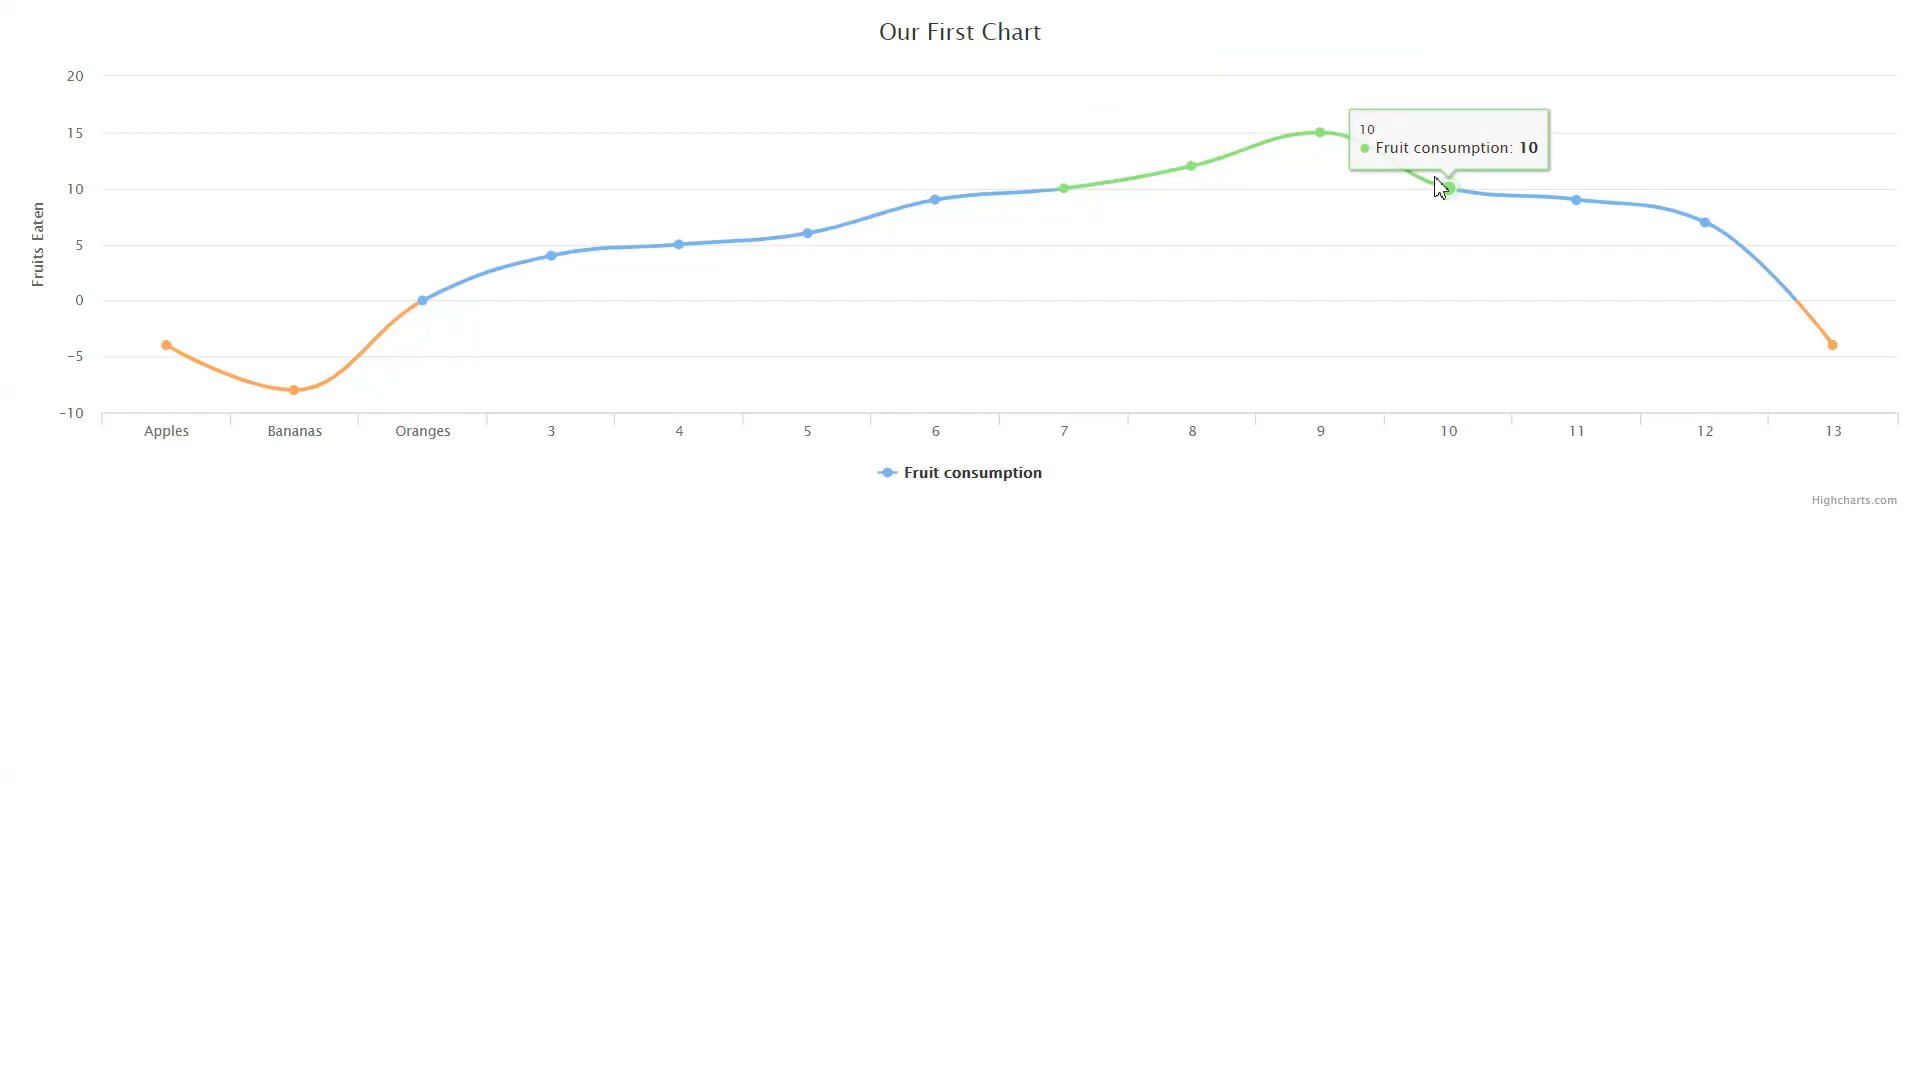 Our First Chart
20
15
10
5
0
−5
−10
Fruits Eaten
10
Fruit consumption: 10
Apples Bananas Oranges 3 4 5 6 7 8 9 10 11 12 13
Fruit consumption
Highcharts.com